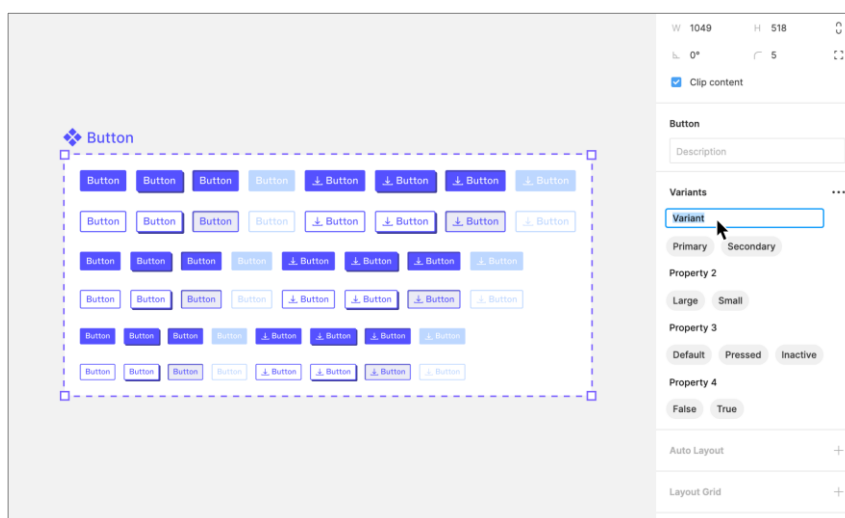 W 1049 H 518
0° 5
Clip content
Button
Description
Button
Button Button Button Button Button Button Button Button
Button Button Button Button Button Button Button Button
Button Button Button Button Button Button Button Button
Button Button Button Button Button Button Button Button
Button Button Button Button Button Button Button Button
Button Button Button Button Button Button Button Button
Variants
Variant
Primary Secondary
Property 2
Large Small
Property 3
Default Pressed Inactive
Property 4
False True
Auto Layout
Layout Grid